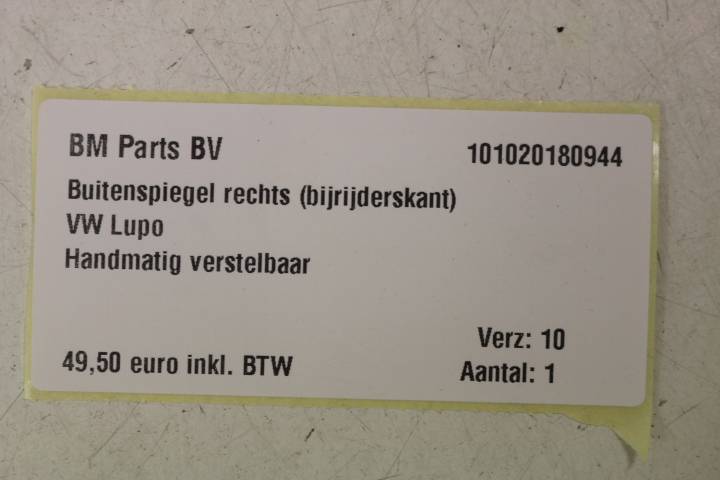 BM Parts BV
101020180944
Buitenspiegel rechts (bijrijderskant)
VW Lupo
Handmatig verstelbaar
Verz: 10
49,50 euro inkl. BTW
Aantal: 1